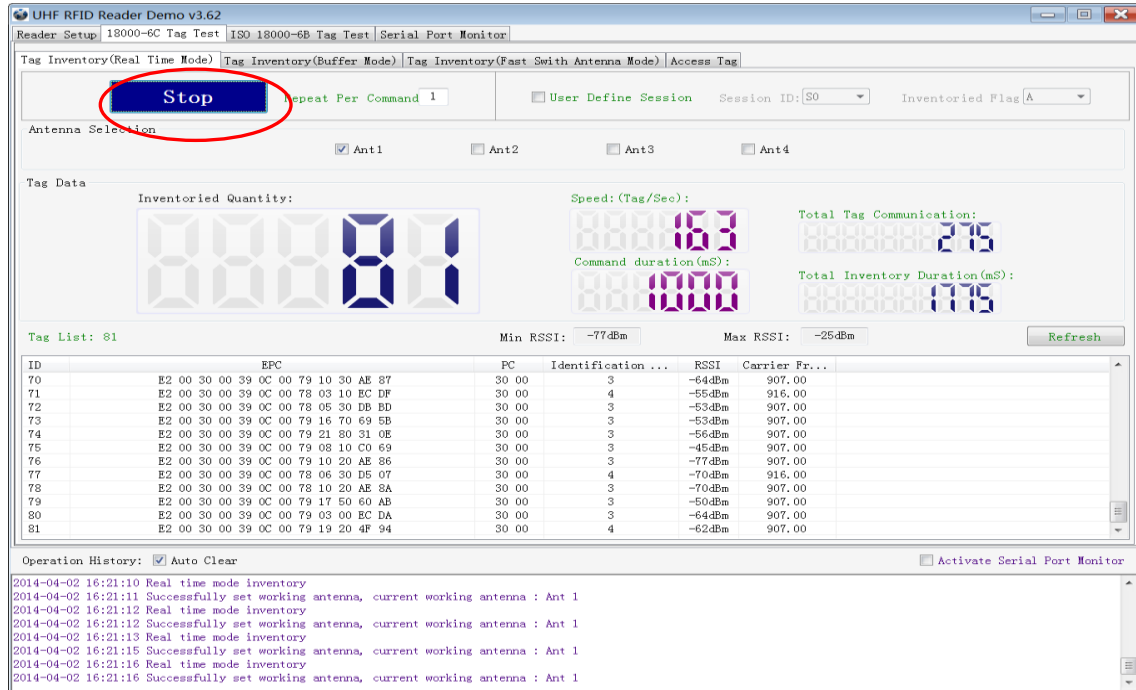 UHF RFID Reader Demo v3.62
Reader Setup 18000-6C Tag Test ISO 18000-6B Tag Test Serial Port Monitor
Tag Inventory(Real Time Mode) Tag Inventory(Buffer Mode) Tag Inventory(Fast Swith Antenna Mode) Access Tag
Stop Repeat Per Command 1 User Define Session Session ID: S0 Inventoried Flag A
Antenna Selection
Ant1 Ant2 Ant3 Ant4
Tag Data
Inventoried Quantity: Speed:(Tag/Sec):
81 163
Total Tag Communication:
275
Command duration(mS):
1000
Total Inventory Duration(mS):
1775
Tag List: 81 Min RSSI: -77dBm Max RSSI: -25dBm Refresh
ID EPC PC Identification ... RSSI Carrier Fr...
70 E2 00 30 00 39 0C 00 79 10 30 AE 87 30 00 3 -64dBm 907.00
71 E2 00 30 00 39 0C 00 78 03 10 EC DF 30 00 4 -55dBm 916.00
72 E2 00 30 00 39 0C 00 78 05 30 DB BD 30 00 3 -53dBm 907.00
73 E2 00 30 00 39 0C 00 79 16 70 69 5B 30 00 3 -53dBm 907.00
74 E2 00 30 00 39 0C 00 79 21 80 31 0E 30 00 3 -56dBm 907.00
75 E2 00 30 00 39 0C 00 79 08 10 C0 69 30 00 3 -45dBm 907.00
76 E2 00 30 00 39 0C 00 79 10 20 AE 86 30 00 3 -77dBm 907.00
77 E2 00 30 00 39 0C 00 78 06 30 D5 07 30 00 4 -70dBm 916.00
78 E2 00 30 00 39 0C 00 78 10 20 AE 8A 30 00 3 -70dBm 907.00
79 E2 00 30 00 39 0C 00 79 17 50 60 AB 30 00 3 -50dBm 907.00
80 E2 00 30 00 39 0C 00 79 03 00 EC DA 30 00 3 -64dBm 907.00
81 E2 00 30 00 39 0C 00 79 19 20 4F 94 30 00 4 -62dBm 907.00
Operation History: Auto Clear Activate Serial Port Monitor
2014-04-02 16:21:10 Real time mode inventory
2014-04-02 16:21:11 Successfully set working antenna, current working antenna : Ant 1
2014-04-02 16:21:12 Real time mode inventory
2014-04-02 16:21:12 Successfully set working antenna, current working antenna : Ant 1
2014-04-02 16:21:13 Real time mode inventory
2014-04-02 16:21:15 Successfully set working antenna, current working antenna : Ant 1
2014-04-02 16:21:16 Real time mode inventory
2014-04-02 16:21:16 Successfully set working antenna, current working antenna : Ant 1